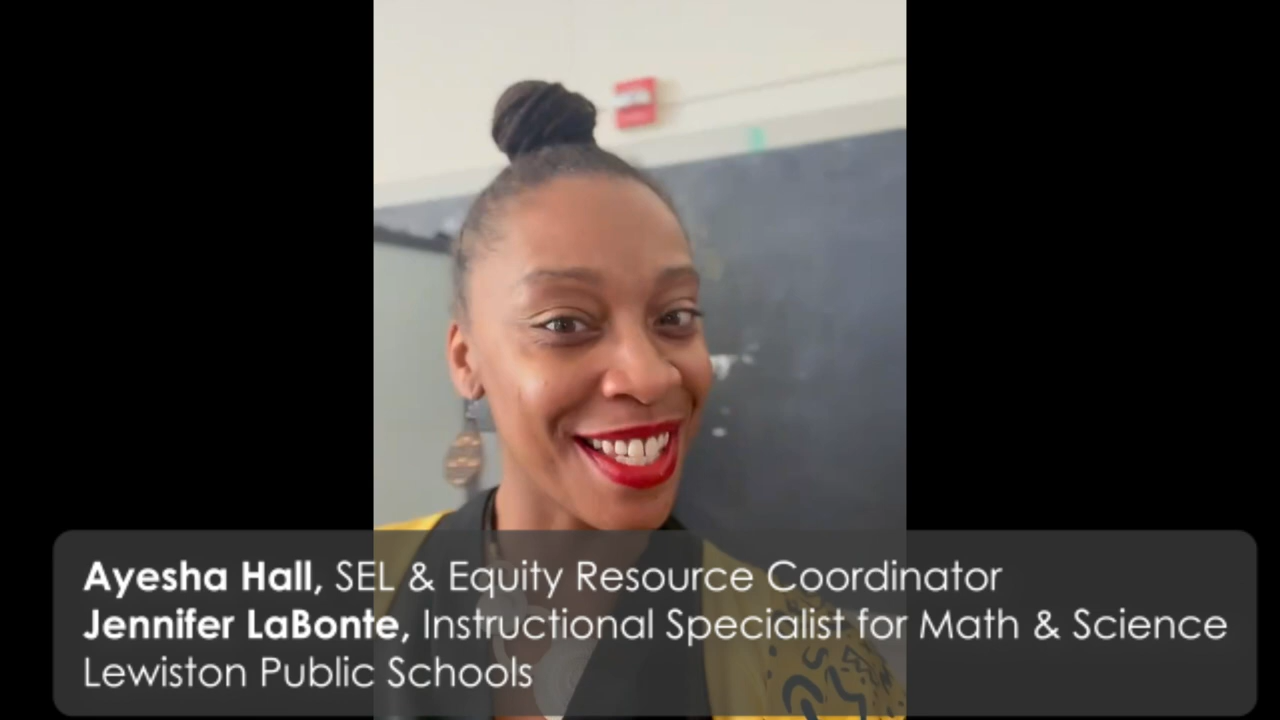 Ayesha Hall, SEL & Equity Resource Coordinator
Jennifer LaBonte, Instructional Specialist for Math & Science
Lewiston Public Schools